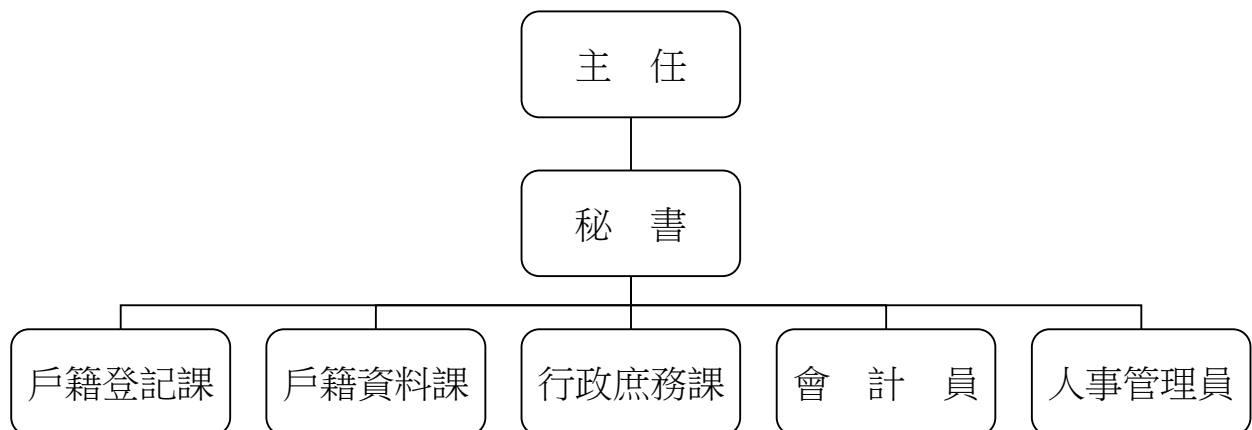 主　任
秘　書
戶籍登記課
戶籍資料課
行政庶務課
會　計　員
人事管理員